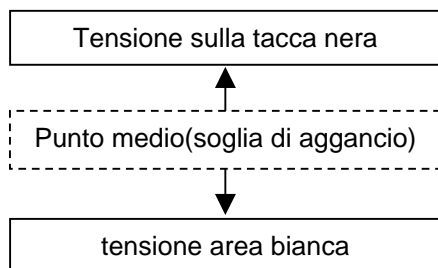 Tensione sulla tacca nera
Punto medio(soglia di aggancio)
tensione area bianca